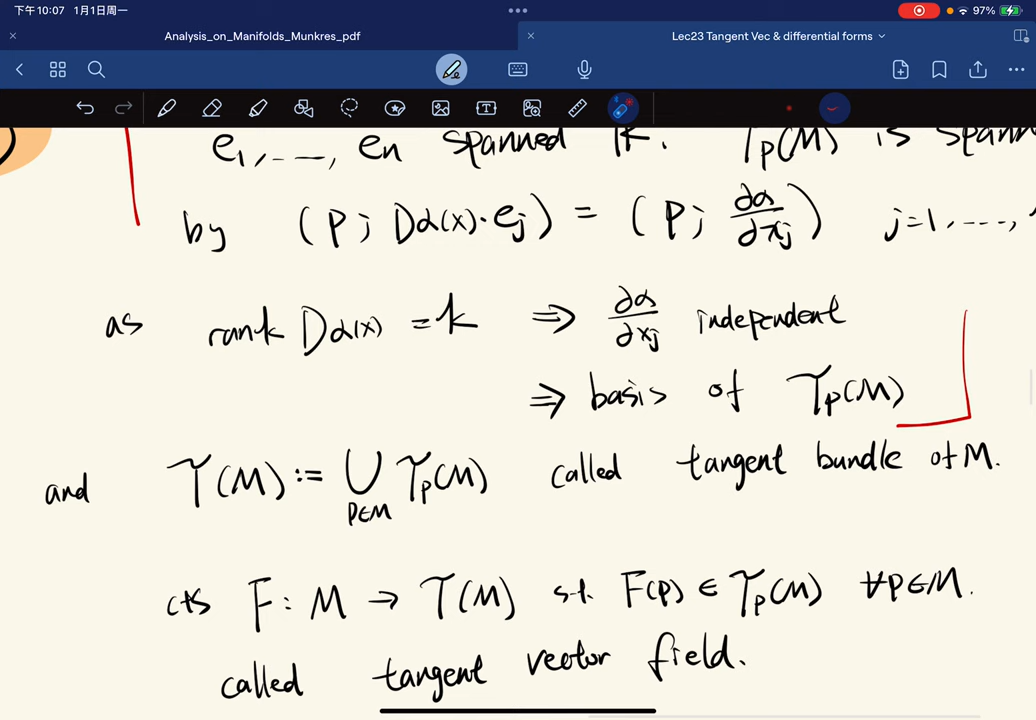 下午10:07 1月1日周一
97%
Analysis_on_Manifolds_Munkres_pdf
Lec23 Tangent Vec & differential forms
e₁, ---, en spanned ℝᵏ. 𝒯p(M) is spann
by (p; Dα(x)·ej) = (p; ∂α/∂xj) j=1, ----,
as rank Dα(x) = k ⇒ ∂α/∂xj independent
⇒ basis of 𝒯p(M)
and 𝒯(M) := ⋃_{p∈M} 𝒯p(M) called tangent bundle of M.
cts F: M → 𝒯(M) s.t. F(p) ∈ 𝒯p(M) ∀p∈M.
called tangent vector field.